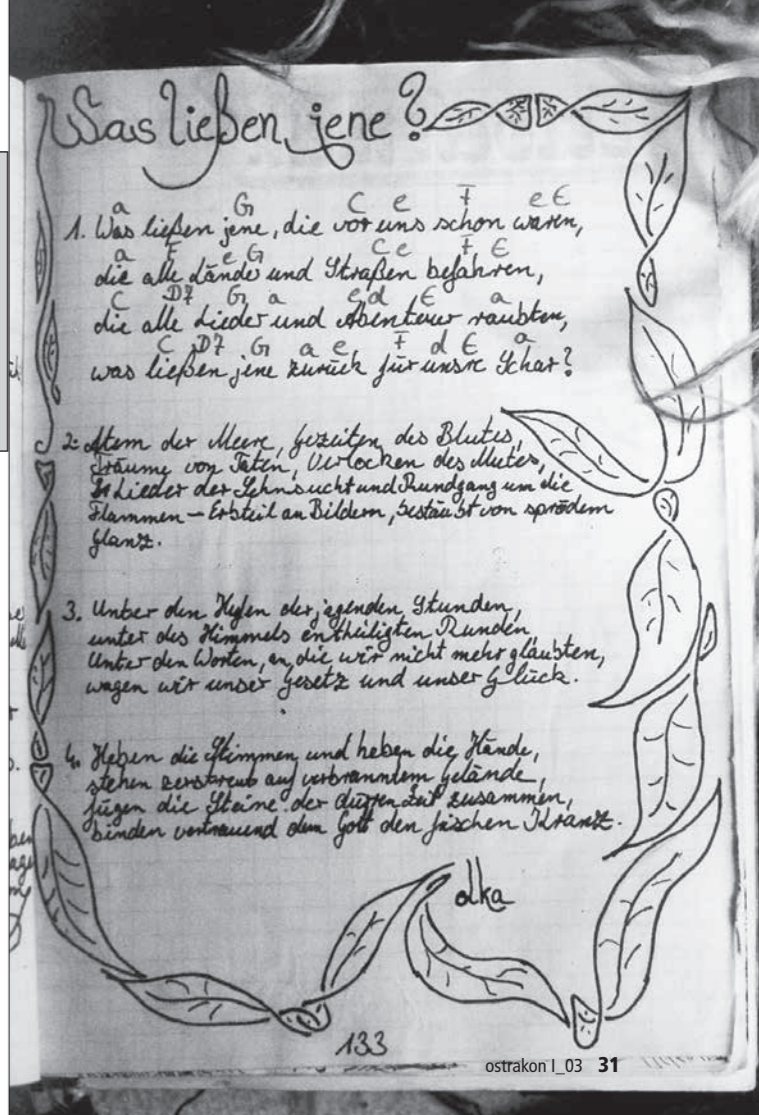 Was ließen jene?
a G C e F e E
1. Was ließen jene, die vor uns schon waren,
a F e G C e F E
die alle Lände und Straßen befahren,
C D7 G a e d E a
die alle Lieder und Abenteuer raubten,
C D7 G a e F d E a
was ließen jene zurück für unsre Schar?
2. Atem der Meere, Gezeiten des Blutes,
Träume von Taten, Verlocken des Mutes,
Lieder der Sehnsucht und Rundgang um die
Flammen – Erbteil an Bildern, bestäubt von sprödem
Glanz.
3. Unter den Hufen der jagenden Stunden,
unter des Himmels entheiligten Runden,
Unter den Worten, an die wir nicht mehr glaubten,
wagen wir unser Gesetz und unser Glück.
4. Heben die Stimmen und heben die Hände,
stehen zerstreut auf verbranntem Gelände,
fügen die Steine der dürren Zeit zusammen,
binden vertrauend dem Gott den frischen Kranz.
olka
133
ostrakon I_03 31